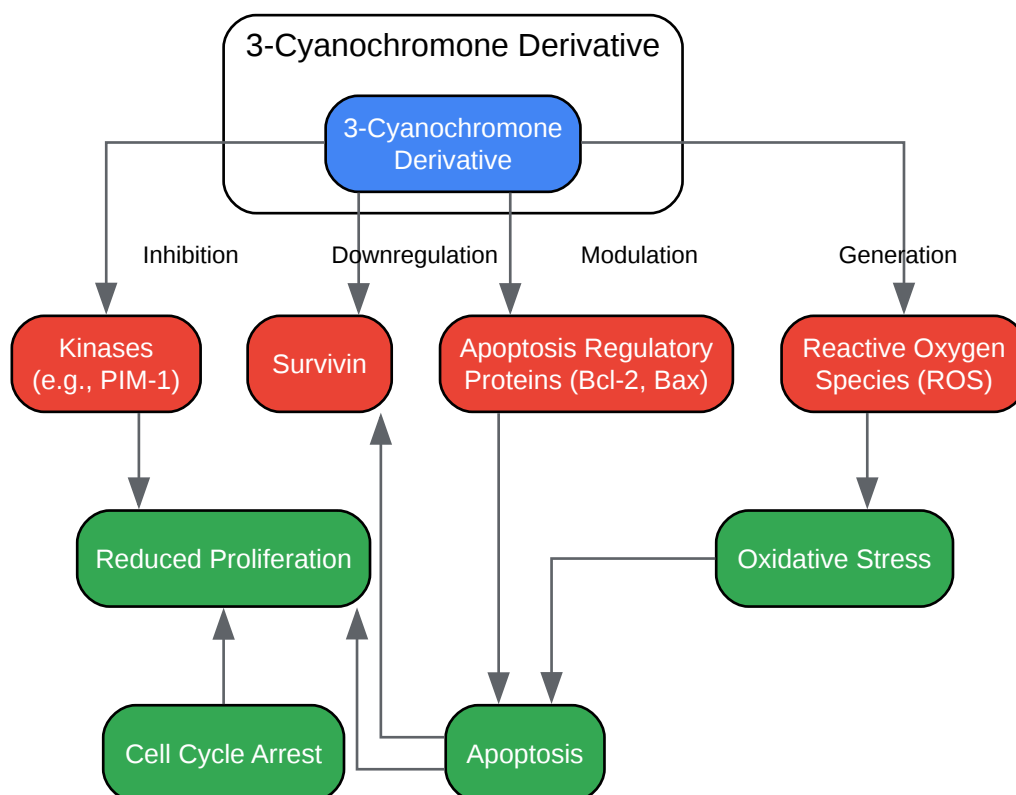 3-Cyanochromone Derivative
3-Cyanochromone
Derivative
Inhibition
Downregulation
Modulation
Generation
Kinases
(e.g., PIM-1)
Survivin
Apoptosis Regulatory
Proteins (Bcl-2, Bax)
Reactive Oxygen
Species (ROS)
Reduced Proliferation
Oxidative Stress
Cell Cycle Arrest
Apoptosis